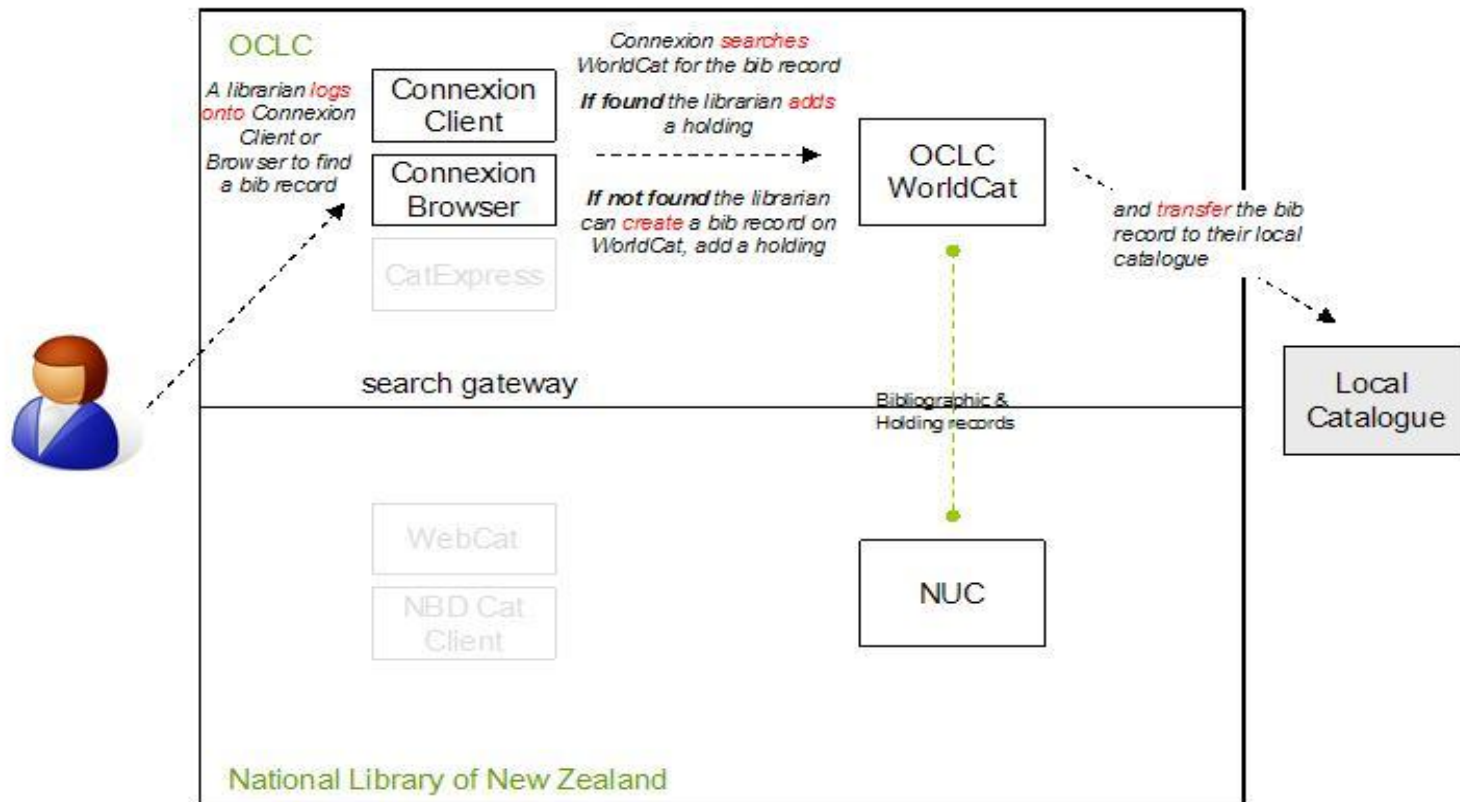 OCLC
A librarian logs
onto Connexion
Client or
Browser to find
a bib record
Connexion
Client
Connexion
Browser
CatExpress
Connexion searches
WorldCat for the bib record
If found the librarian adds
a holding
If not found the librarian
can create a bib record on
WorldCat, add a holding
OCLC
WorldCat
and transfer the bib
record to their local
catalogue
Local
Catalogue
search gateway
Bibliographic &
Holding records
WebCat
NBD Cat
Client
NUC
National Library of New Zealand